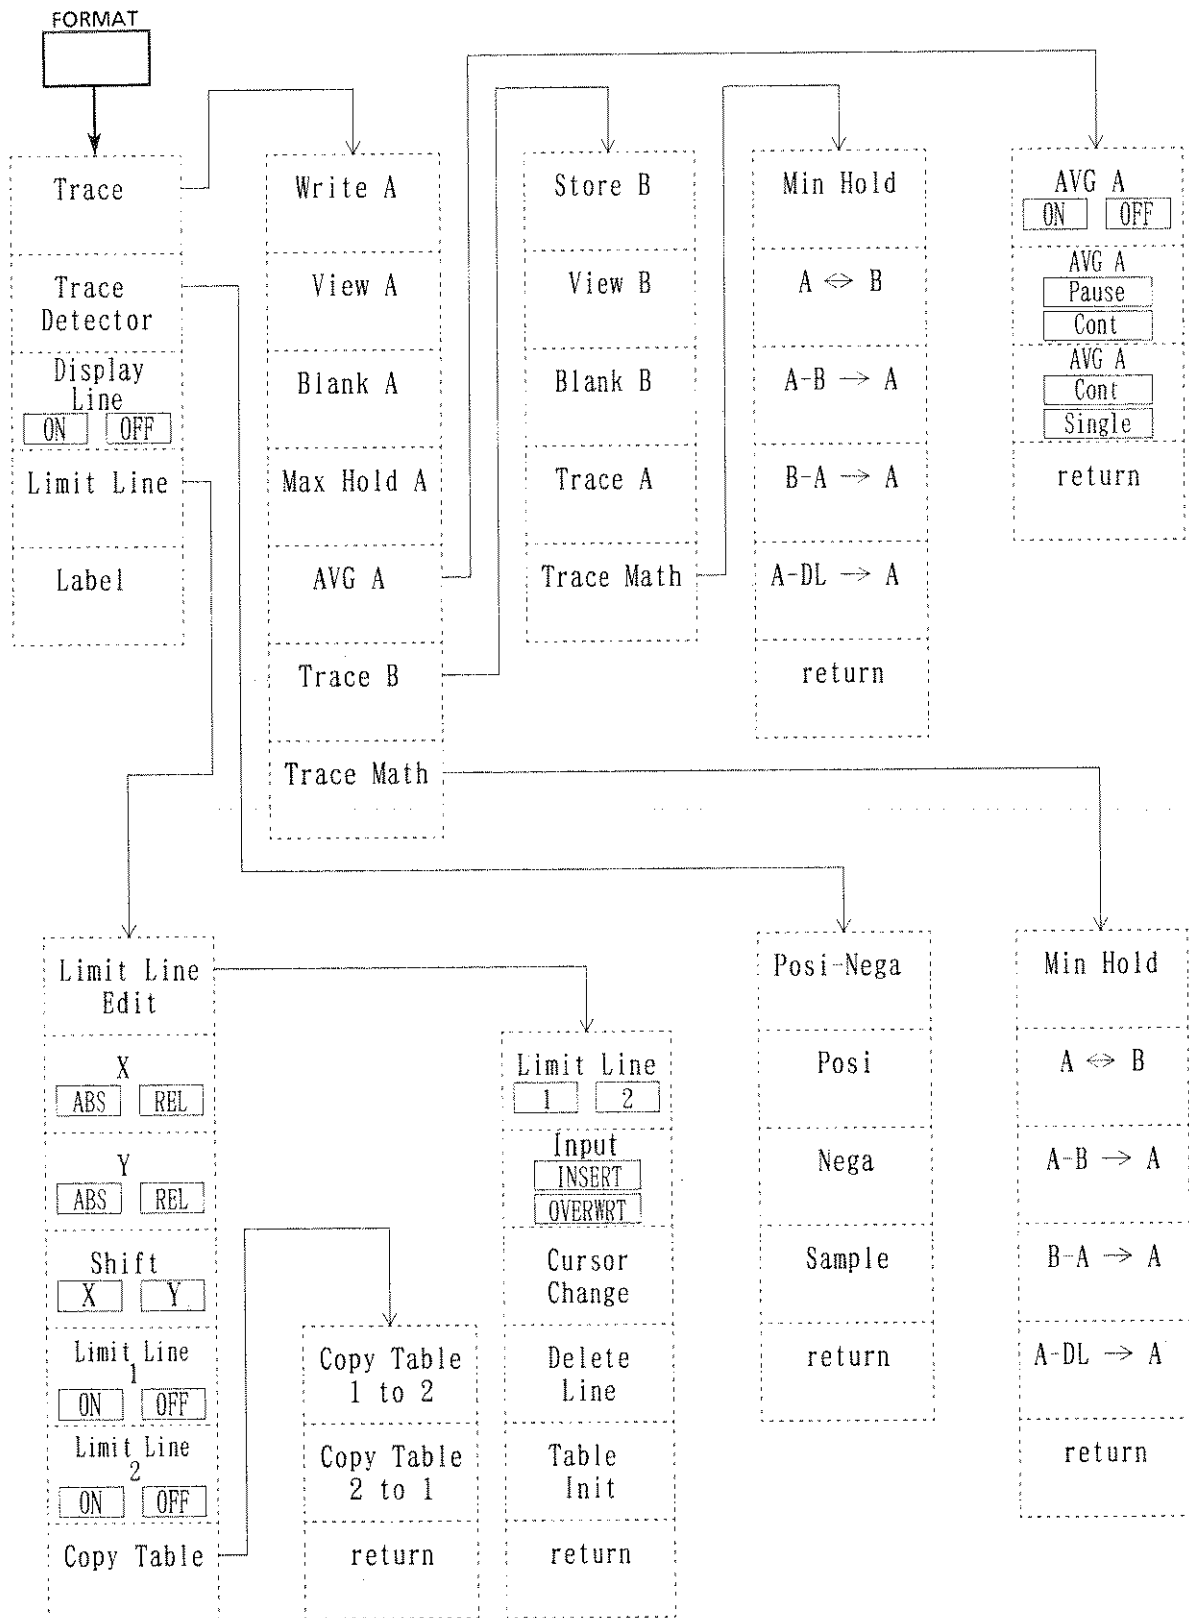 FORMAT
Trace
Trace
Detector
Display
Line
ON OFF
Limit Line
Label
Write A
View A
Blank A
Max Hold A
AVG A
Trace B
Trace Math
Store B
View B
Blank B
Trace A
Trace Math
Min Hold
A ⇔ B
A-B → A
B-A → A
A-DL → A
return
AVG A
ON OFF
AVG A
Pause
Cont
AVG A
Cont
Single
return
Limit Line
Edit
X
ABS REL
Y
ABS REL
Shift
X Y
Limit Line
1
ON OFF
Limit Line
2
ON OFF
Copy Table
Copy Table
1 to 2
Copy Table
2 to 1
return
Limit Line
1 2
Input
INSERT
OVERWRT
Cursor
Change
Delete
Line
Table
Init
return
Posi-Nega
Posi
Nega
Sample
return
Min Hold
A ⇔ B
A-B → A
B-A → A
A-DL → A
return